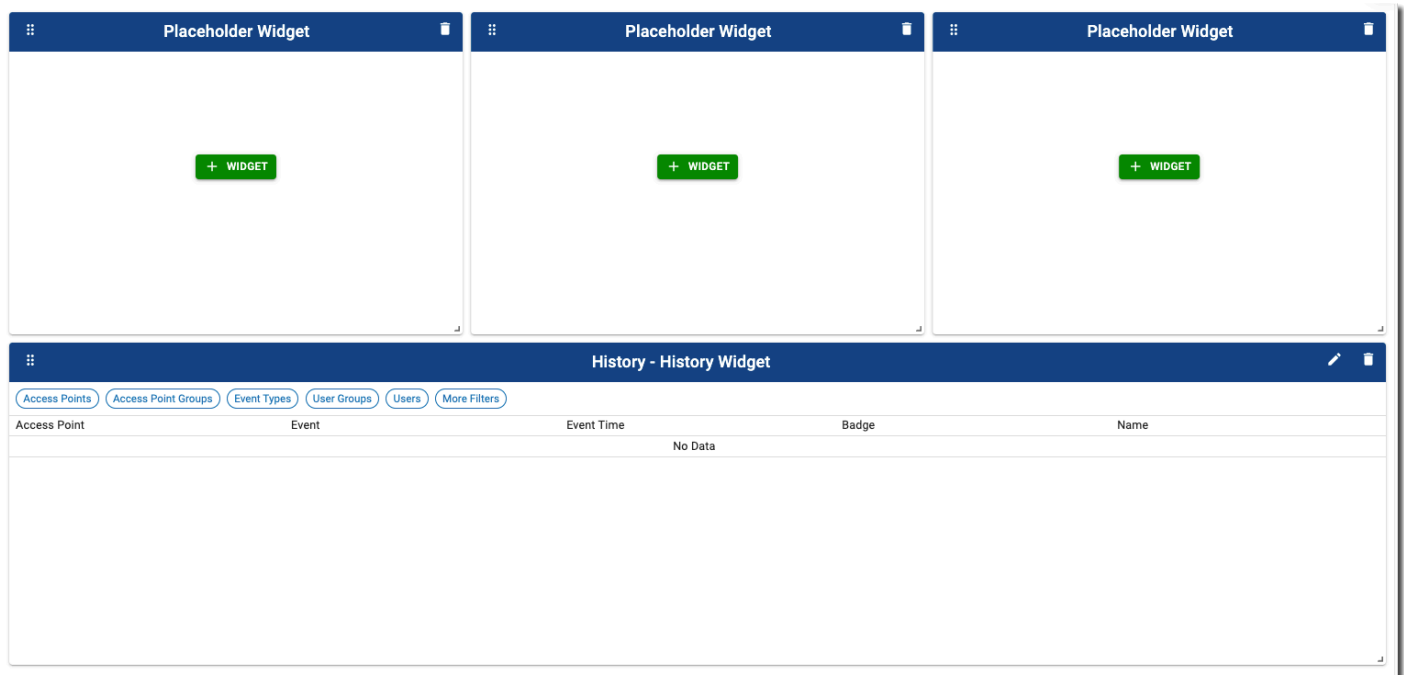 Placeholder Widget Placeholder Widget Placeholder Widget
+ WIDGET + WIDGET + WIDGET
History - History Widget
Access Points Access Point Groups Event Types User Groups Users More Filters
Access Point Event Event Time Badge Name
No Data